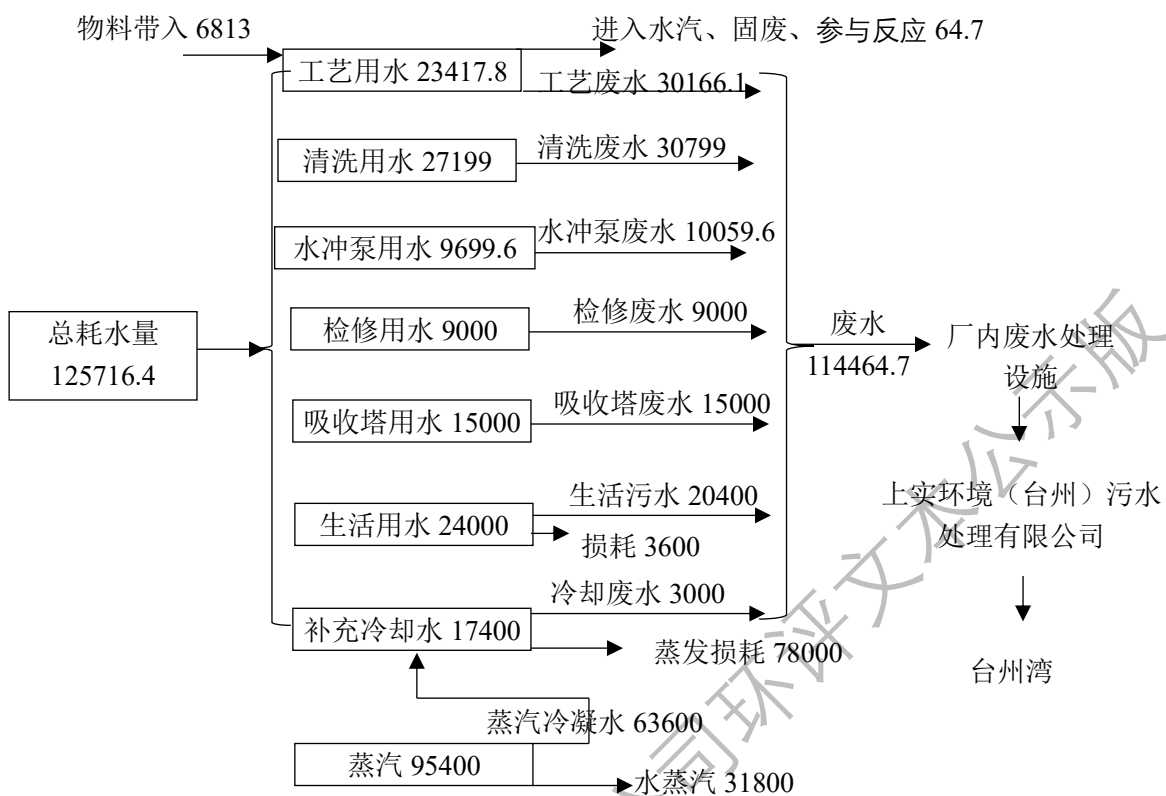 物料带入 6813
进入水汽、固废、参与反应 64.7
工艺用水 23417.8
工艺废水 30166.1
清洗用水 27199
清洗废水 30799
水冲泵用水 9699.6
水冲泵废水 10059.6
总耗水量
125716.4
检修用水 9000
检修废水 9000
废水
114464.7
厂内废水处理
设施
吸收塔用水 15000
吸收塔废水 15000
生活用水 24000
生活污水 20400
损耗 3600
上实环境（台州）污水
处理有限公司
补充冷却水 17400
冷却废水 3000
蒸发损耗 78000
台州湾
蒸汽冷凝水 63600
蒸汽 95400
水蒸汽 31800
司环评文本公示版